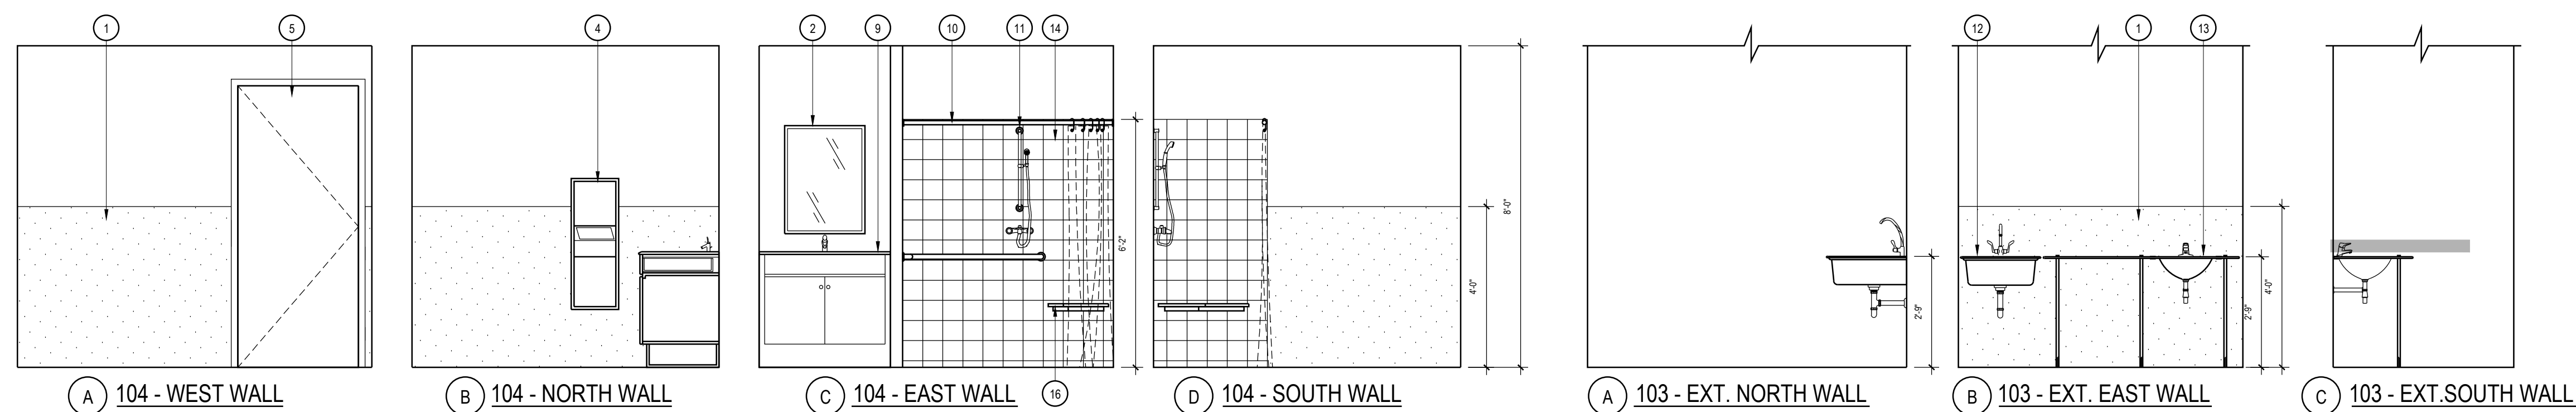 1 5 4 2 9 10 11 14 12 1 13
8'-0"
6'-2"
4'-0"
2'-9"
2'-9"
4'-0"
A 104 - WEST WALL
B 104 - NORTH WALL
C 104 - EAST WALL
16
D 104 - SOUTH WALL
A 103 - EXT. NORTH WALL
B 103 - EXT. EAST WALL
C 103 - EXT.SOUTH WALL